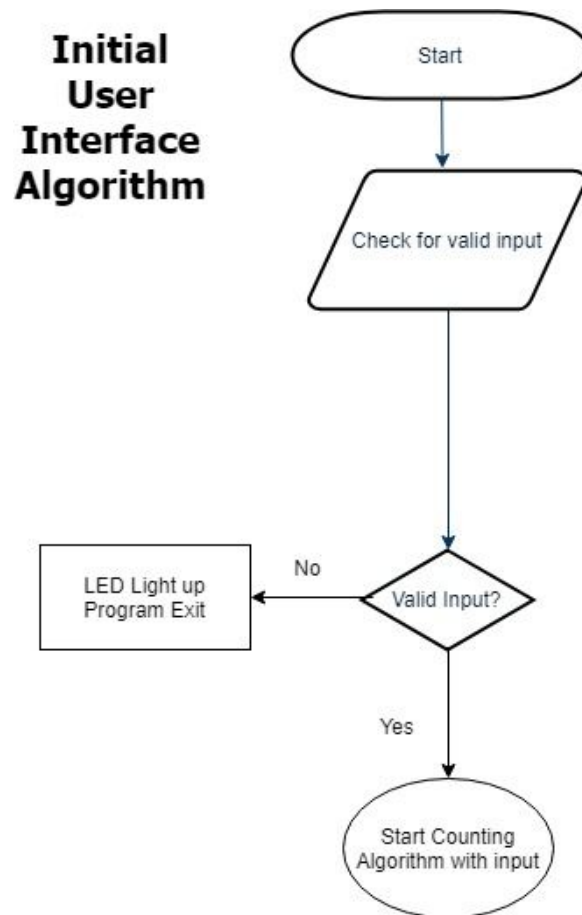 Initial
User
Interface
Algorithm
Start
Check for valid input
Valid Input?
No
LED Light up
Program Exit
Yes
Start Counting
Algorithm with input